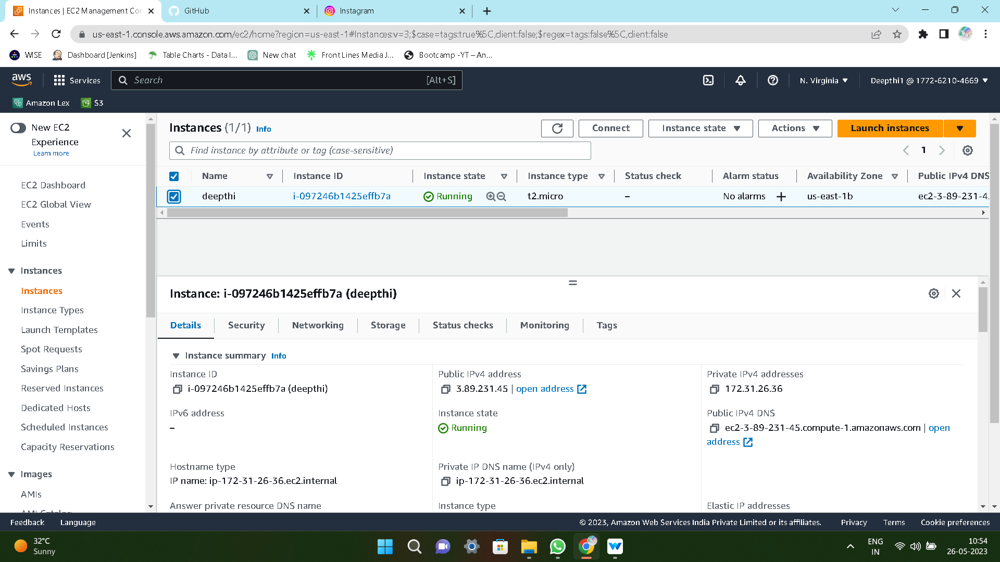 Instances | EC2 Management Con
GitHub
Instagram
us-east-1.console.aws.amazon.com/ec2/home?region=us-east-1#Instances:v=3;$case=tags:true%5C,client:false;$regex=tags:false%5C,client:false
WISE
Dashboard [Jenkins]
Table Charts - Data I...
New chat
Front Lines Media J...
Bootcamp -YT – An...
aws
Services
Search
[Alt+S]
N. Virginia
Deepthi1 @ 1772-6210-4669
Amazon Lex
S3
New EC2
Experience
Learn more
EC2 Dashboard
EC2 Global View
Events
Limits
Instances
Instances
Instance Types
Launch Templates
Spot Requests
Savings Plans
Reserved Instances
Dedicated Hosts
Scheduled Instances
Capacity Reservations
Images
AMIs
AMI Catalog
Instances (1/1) Info
Connect
Instance state
Actions
Launch instances
Find instance by attribute or tag (case-sensitive)
1
Name
Instance ID
Instance state
Instance type
Status check
Alarm status
Availability Zone
Public IPv4 DNS
deepthi
i-097246b1425effb7a
Running
t2.micro
–
No alarms
us-east-1b
ec2-3-89-231-4.
Instance: i-097246b1425effb7a (deepthi)
Details
Security
Networking
Storage
Status checks
Monitoring
Tags
Instance summary Info
Instance ID
i-097246b1425effb7a (deepthi)
Public IPv4 address
3.89.231.45 | open address
Private IPv4 addresses
172.31.26.36
IPv6 address
–
Instance state
Running
Public IPv4 DNS
ec2-3-89-231-45.compute-1.amazonaws.com | open
address
Hostname type
IP name: ip-172-31-26-36.ec2.internal
Private IP DNS name (IPv4 only)
ip-172-31-26-36.ec2.internal
Answer private resource DNS name
Instance type
Elastic IP addresses
Feedback
Language
© 2023, Amazon Web Services India Private Limited or its affiliates.
Privacy
Terms
Cookie preferences
32°C
Sunny
ENG
IN
10:54
26-05-2023